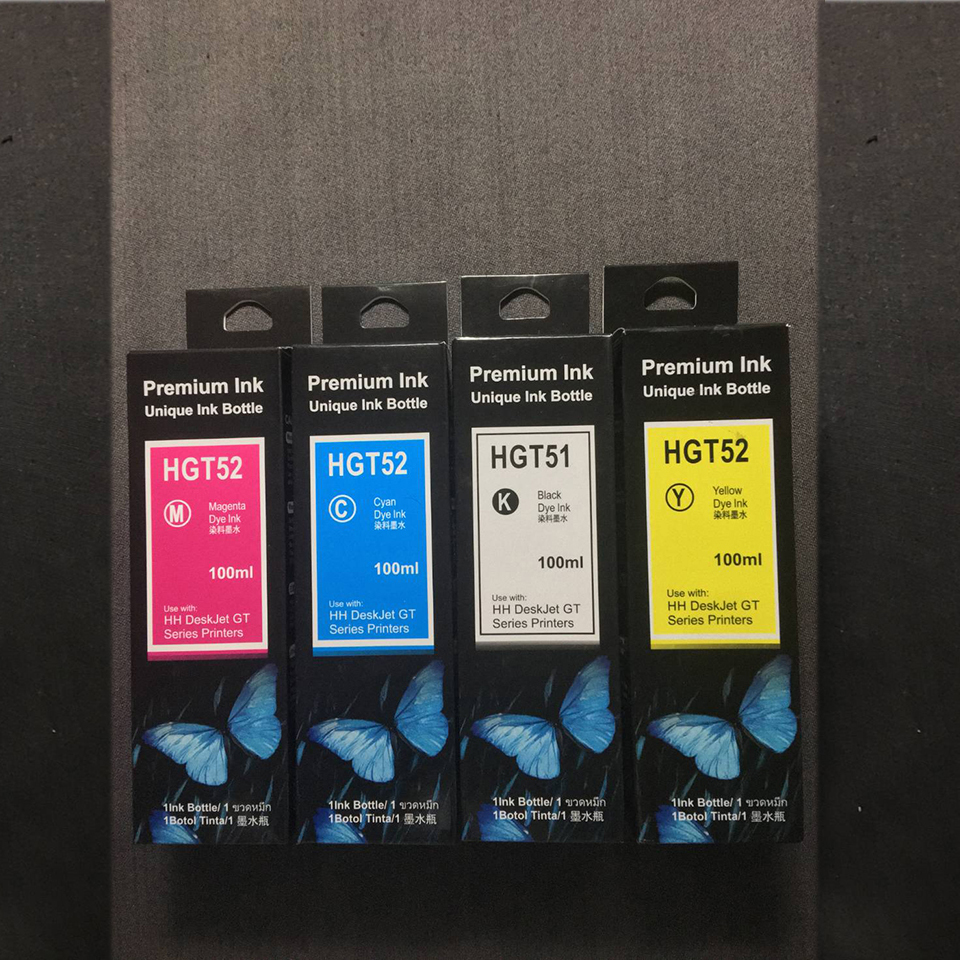 Premium Ink
Unique Ink Bottle
HGT52
M
Magenta
Dye Ink
染料墨水
100ml
Use with:
HH DeskJet GT
Series Printers
1Ink Bottle/ 1 ขวดหมึก
1Botol Tinta/1 墨水瓶
Premium Ink
Unique Ink Bottle
HGT52
C
Cyan
Dye Ink
染料墨水
100ml
Use with:
HH DeskJet GT
Series Printers
1Ink Bottle/ 1 ขวดหมึก
1Botol Tinta/1 墨水瓶
Premium Ink
Unique Ink Bottle
HGT51
K
Black
Dye Ink
染料墨水
100ml
Use with:
HH DeskJet GT
Series Printers
1Ink Bottle/ 1 ขวดหมึก
1Botol Tinta/1 墨水瓶
Premium Ink
Unique Ink Bottle
HGT52
Y
Yellow
Dye Ink
染料墨水
100ml
Use with:
HH DeskJet GT
Series Printers
1Ink Bottle/ 1 ขวดหมึก
1Botol Tinta/1 墨水瓶